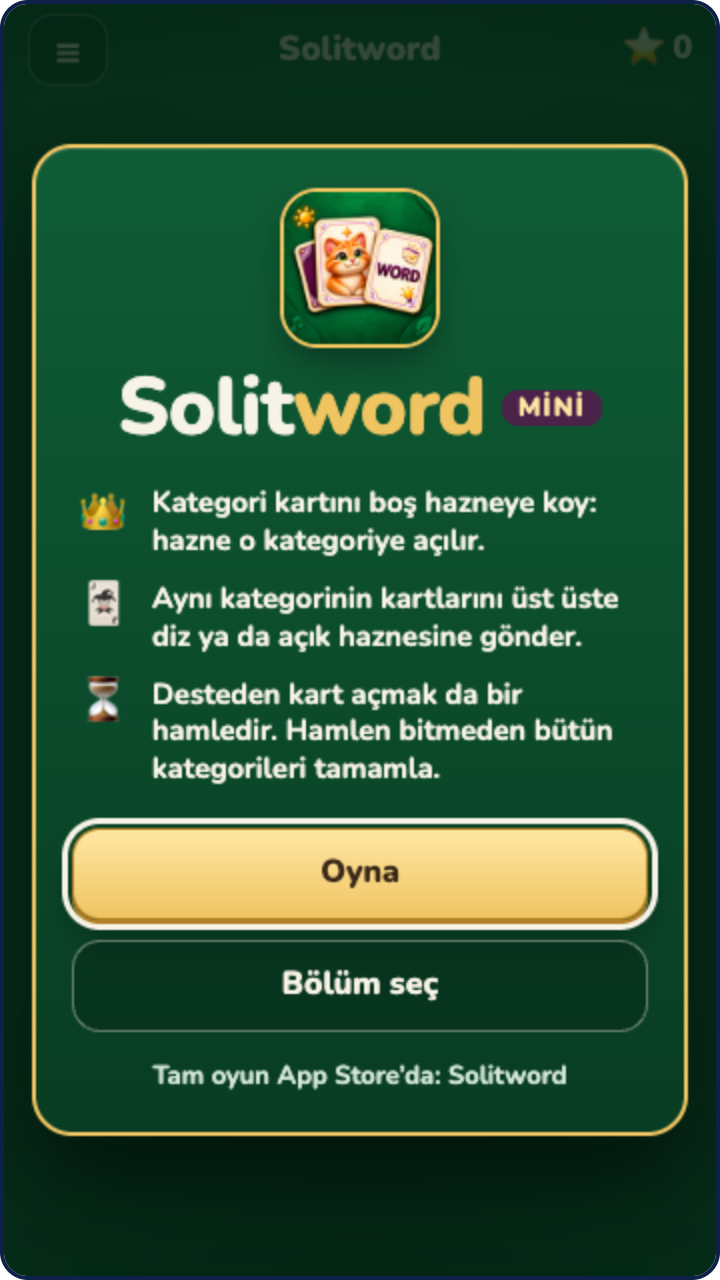 Solitword
0
WORD
Solitword MİNİ
Kategori kartını boş hazneye koy:
hazne o kategoriye açılır.
Aynı kategorinin kartlarını üst üste
diz ya da açık haznesine gönder.
Desteden kart açmak da bir
hamledir. Hamlen bitmeden bütün
kategorileri tamamla.
Oyna
Bölüm seç
Tam oyun App Store'da: Solitword